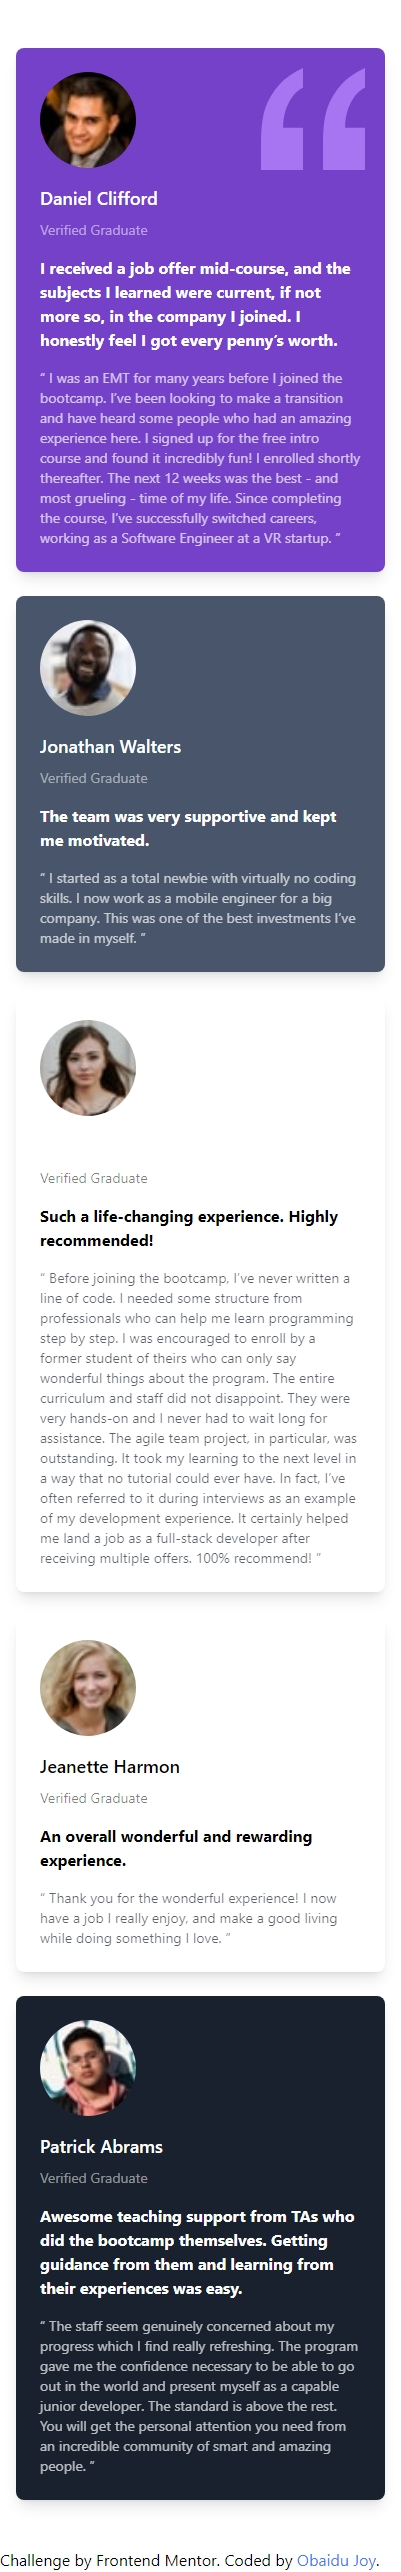 Daniel Clifford
Verified Graduate
I received a job offer mid-course, and the
subjects I learned were current, if not
more so, in the company I joined. I
honestly feel I got every penny’s worth.
“ I was an EMT for many years before I joined the
bootcamp. I’ve been looking to make a transition
and have heard some people who had an amazing
experience here. I signed up for the free intro
course and found it incredibly fun! I enrolled shortly
thereafter. The next 12 weeks was the best - and
most grueling - time of my life. Since completing
the course, I’ve successfully switched careers,
working as a Software Engineer at a VR startup. ”
Jonathan Walters
Verified Graduate
The team was very supportive and kept
me motivated.
“ I started as a total newbie with virtually no coding
skills. I now work as a mobile engineer for a big
company. This was one of the best investments I’ve
made in myself. ”
Verified Graduate
Such a life-changing experience. Highly
recommended!
“ Before joining the bootcamp, I’ve never written a
line of code. I needed some structure from
professionals who can help me learn programming
step by step. I was encouraged to enroll by a
former student of theirs who can only say
wonderful things about the program. The entire
curriculum and staff did not disappoint. They were
very hands-on and I never had to wait long for
assistance. The agile team project, in particular, was
outstanding. It took my learning to the next level in
a way that no tutorial could ever have. In fact, I’ve
often referred to it during interviews as an example
of my development experience. It certainly helped
me land a job as a full-stack developer after
receiving multiple offers. 100% recommend! ”
Jeanette Harmon
Verified Graduate
An overall wonderful and rewarding
experience.
“ Thank you for the wonderful experience! I now
have a job I really enjoy, and make a good living
while doing something I love. ”
Patrick Abrams
Verified Graduate
Awesome teaching support from TAs who
did the bootcamp themselves. Getting
guidance from them and learning from
their experiences was easy.
“ The staff seem genuinely concerned about my
progress which I find really refreshing. The program
gave me the confidence necessary to be able to go
out in the world and present myself as a capable
junior developer. The standard is above the rest.
You will get the personal attention you need from
an incredible community of smart and amazing
people. ”
Challenge by Frontend Mentor. Coded by Obaidu Joy.